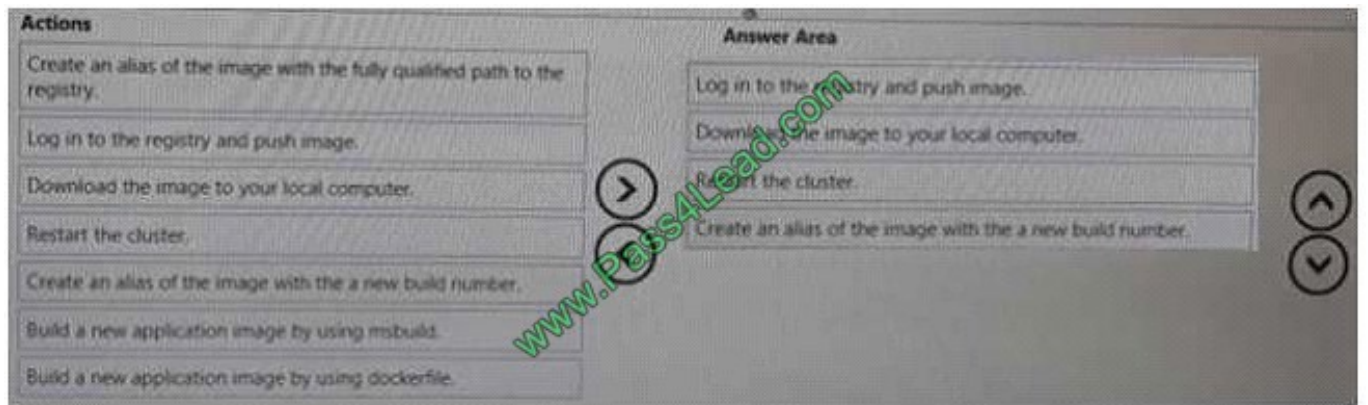 Actions
Create an alias of the image with the fully qualified path to the
registry.
Log in to the registry and push image.
Download the image to your local computer.
Restart the cluster.
Create an alias of the image with the a new build number.
Build a new application image by using msbuild.
Build a new application image by using dockerfile.
Answer Area
Log in to the registry and push image.
Download the image to your local computer.
Restart the cluster.
Create an alias of the image with the a new build number.
www.Pass4Lead.com